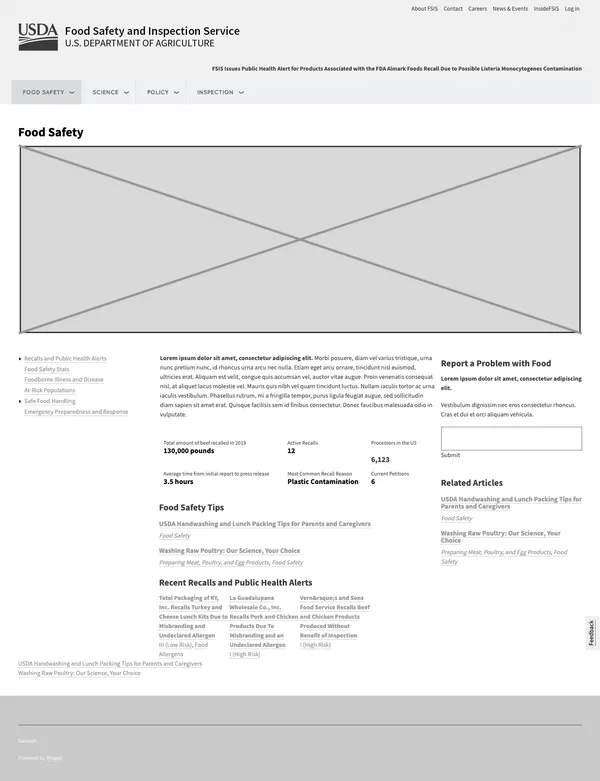 About FSIS Contact Careers News & Events InsideFSIS Log in
USDA
Food Safety and Inspection Service
U.S. DEPARTMENT OF AGRICULTURE
FSIS Issues Public Health Alert for Products Associated with the FDA Almark Foods Recall Due to Possible Listeria Monocytogenes Contamination
FOOD SAFETY SCIENCE POLICY INSPECTION
Food Safety
Recalls and Public Health Alerts
Food Safety Stats
Foodborne Illness and Disease
At-Risk Populations
Safe Food Handling
Emergency Preparedness and Response
Lorem ipsum dolor sit amet, consectetur adipiscing elit. Morbi posuere, diam vel varius tristique, urna
nunc pretium nunc, id rhoncus urna arcu nec nulla. Etiam eget arcu ornare, tincidunt nisl euismod,
ultricies erat. Aliquam est velit, congue quis accumsan vel, auctor vitae augue. Proin venenatis consequat
nisl, at aliquet lacus molestie vel. Mauris quis nibh vel quam tincidunt luctus. Nullam iaculis tortor ac urna
iaculis vestibulum. Phasellus rutrum, mi a fringilla tempor, purus ligula feugiat augue, sed sollicitudin
diam sapien sit amet erat. Quisque facilisis sem id finibus consectetur. Donec faucibus malesuada odio in
vulputate.
Total amount of beef recalled in 2019
130,000 pounds
Active Recalls
12
Processors in the US
6,123
Average time from initial report to press release
3.5 hours
Most Common Recall Reason
Plastic Contamination
Current Petitions
6
Food Safety Tips
USDA Handwashing and Lunch Packing Tips for Parents and Caregivers
Food Safety
Washing Raw Poultry: Our Science, Your Choice
Preparing Meat, Poultry, and Egg Products, Food Safety
Recent Recalls and Public Health Alerts
Total Packaging of KY,
Inc. Recalls Turkey and
Cheese Lunch Kits Due to
Misbranding and
Undeclared Allergen
III (Low Risk), Food
Allergens
La Guadalupana
Wholesale Co., Inc.
Recalls Pork and Chicken
Products Due To
Misbranding and an
Undeclared Allergen
I (High Risk)
Vern&rsquo;s and Sons
Food Service Recalls Beef
and Chicken Products
Produced Without
Benefit of Inspection
I (High Risk)
Report a Problem with Food
Lorem ipsum dolor sit amet, consectetur adipiscing
elit.
Vestibulum dignissim nec eros consectetur rhoncus.
Cras et dui et orci aliquam vehicula.
Submit
Related Articles
USDA Handwashing and Lunch Packing Tips for
Parents and Caregivers
Food Safety
Washing Raw Poultry: Our Science, Your
Choice
Preparing Meat, Poultry, and Egg Products, Food
Safety
Feedback
USDA Handwashing and Lunch Packing Tips for Parents and Caregivers
Washing Raw Poultry: Our Science, Your Choice
Contact
Powered by Drupal